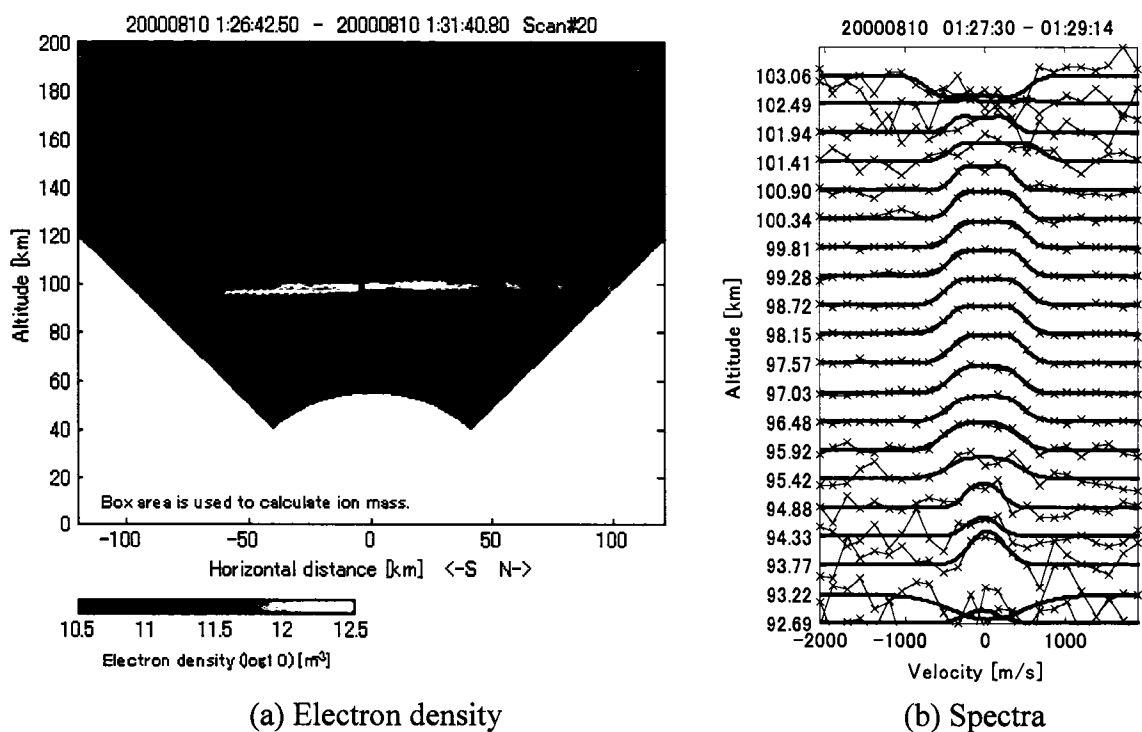 20000810 1:26:42.50 - 20000810 1:31:40.80 Scan#20
200
180
160
140
120
100
80
60
40
20
0
Altitude [km]
Box area is used to calculate ion mass.
-100 -50 0 50 100
Horizontal distance [km] <-S N->
10.5 11 11.5 12 12.5
Electron density (log10) [m-3]
(a) Electron density
20000810 01:27:30 - 01:29:14
103.06
102.49
101.94
101.41
100.90
100.34
99.81
99.28
98.72
98.15
97.57
97.03
96.48
95.92
95.42
94.88
94.33
93.77
93.22
92.69
Altitude [km]
-2000 -1000 0 1000
Velocity [m/s]
(b) Spectra